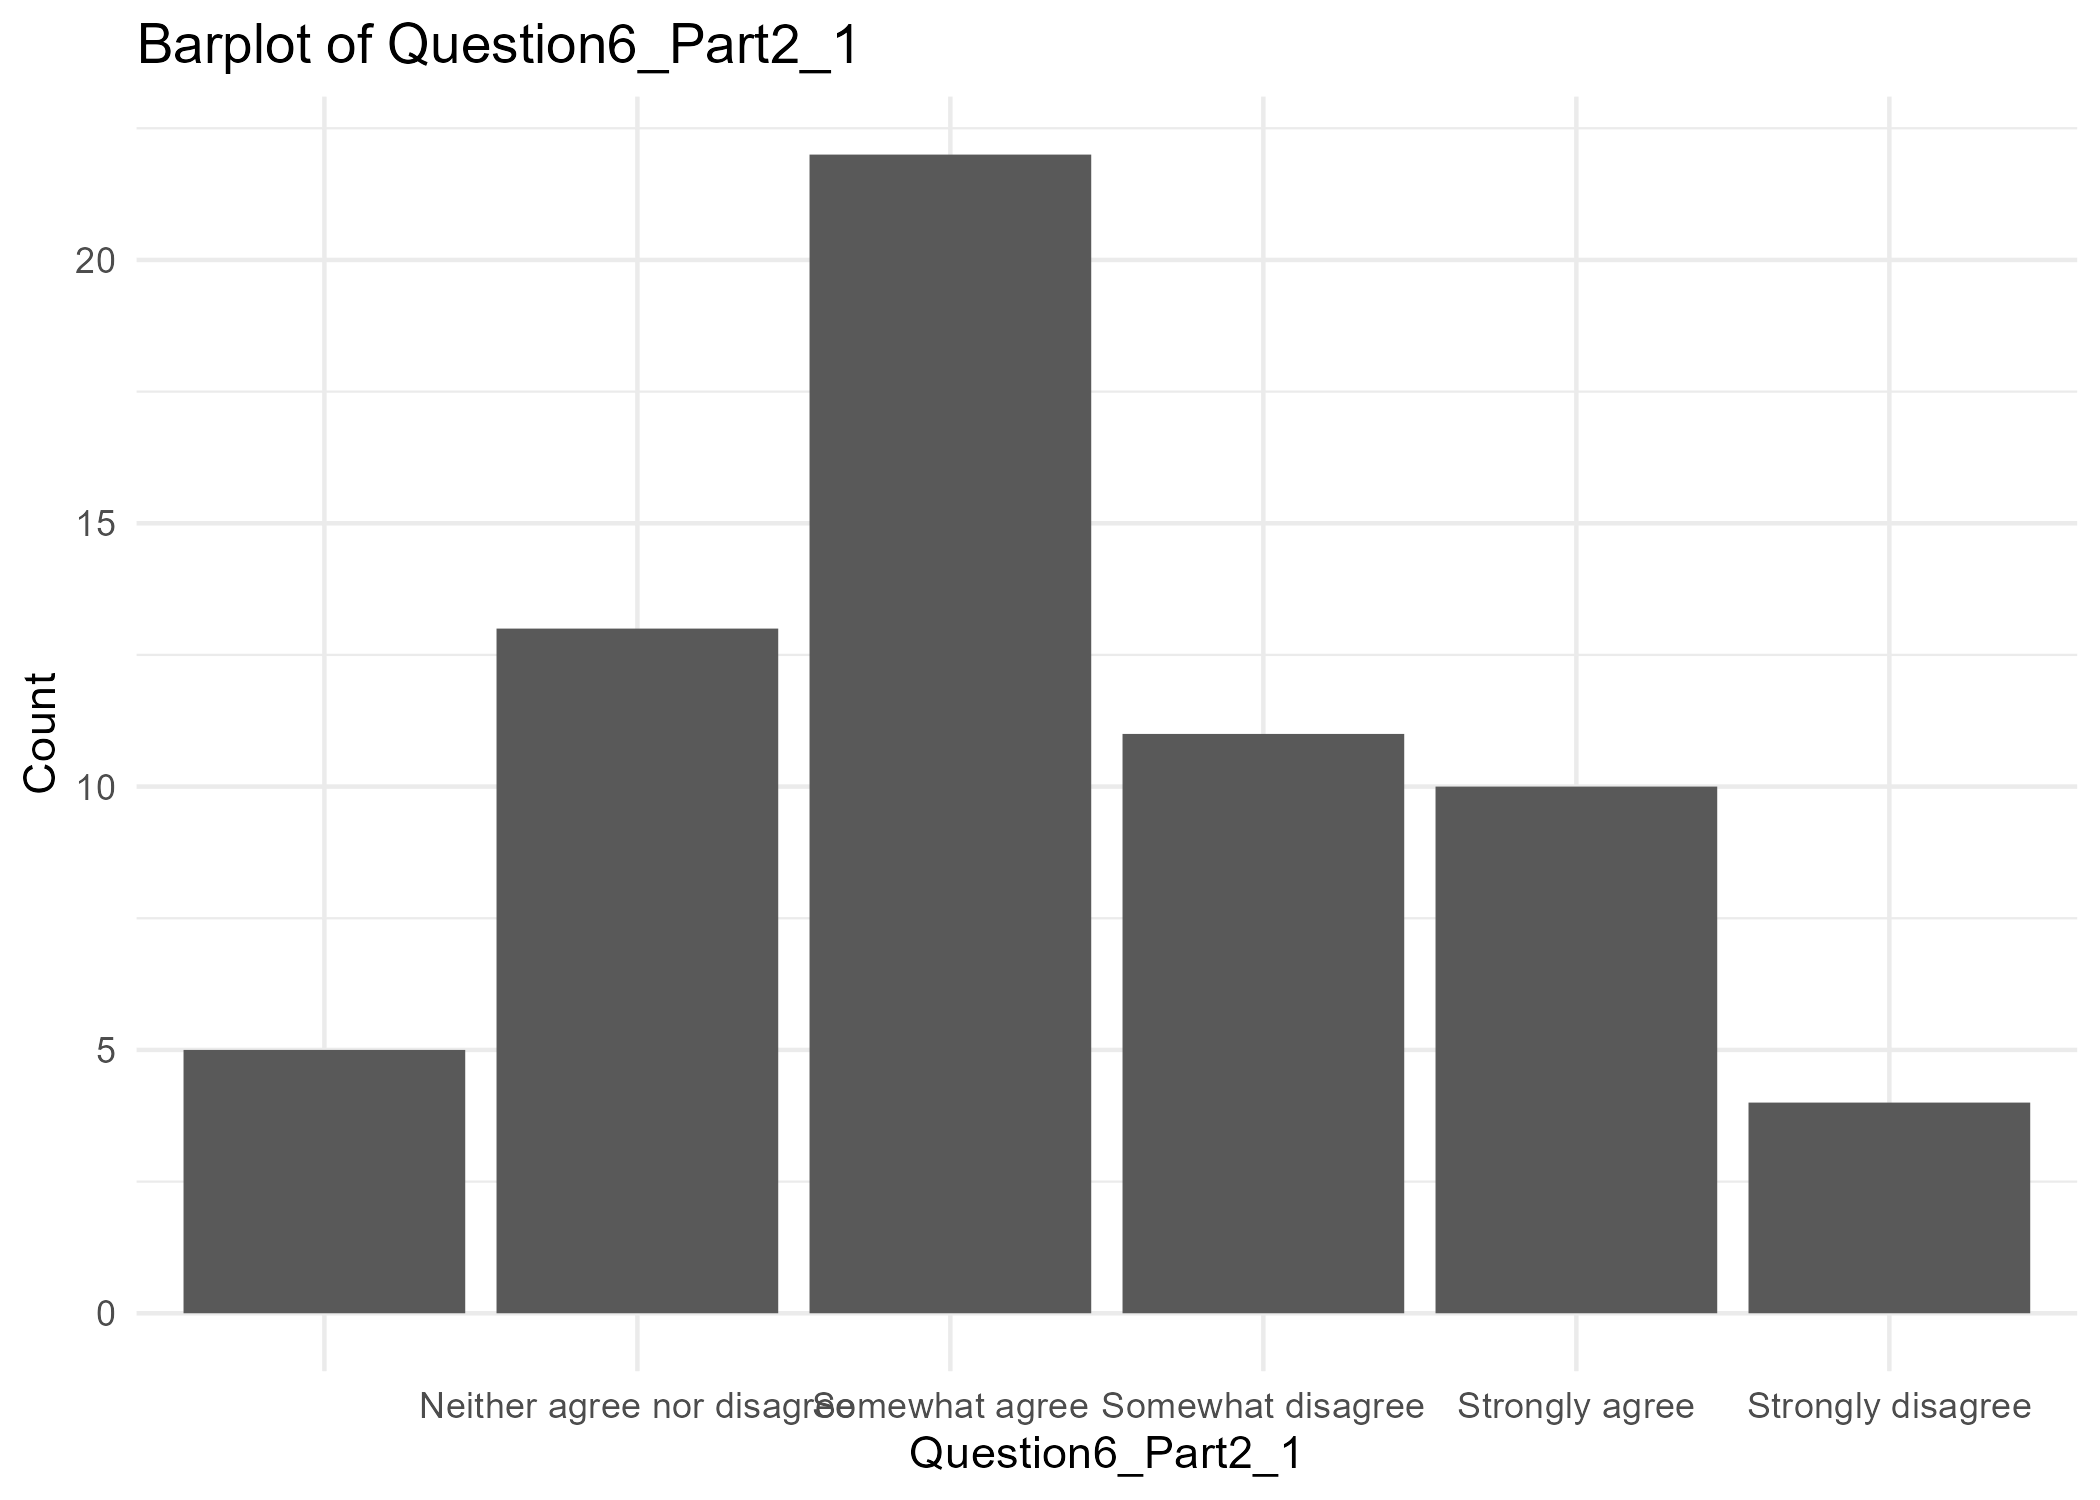 Barplot of Question6_Part2_1
Count
20
15
10
5
0
Neither agree nor disagree Somewhat agree Somewhat disagree Strongly agree Strongly disagree
Question6_Part2_1